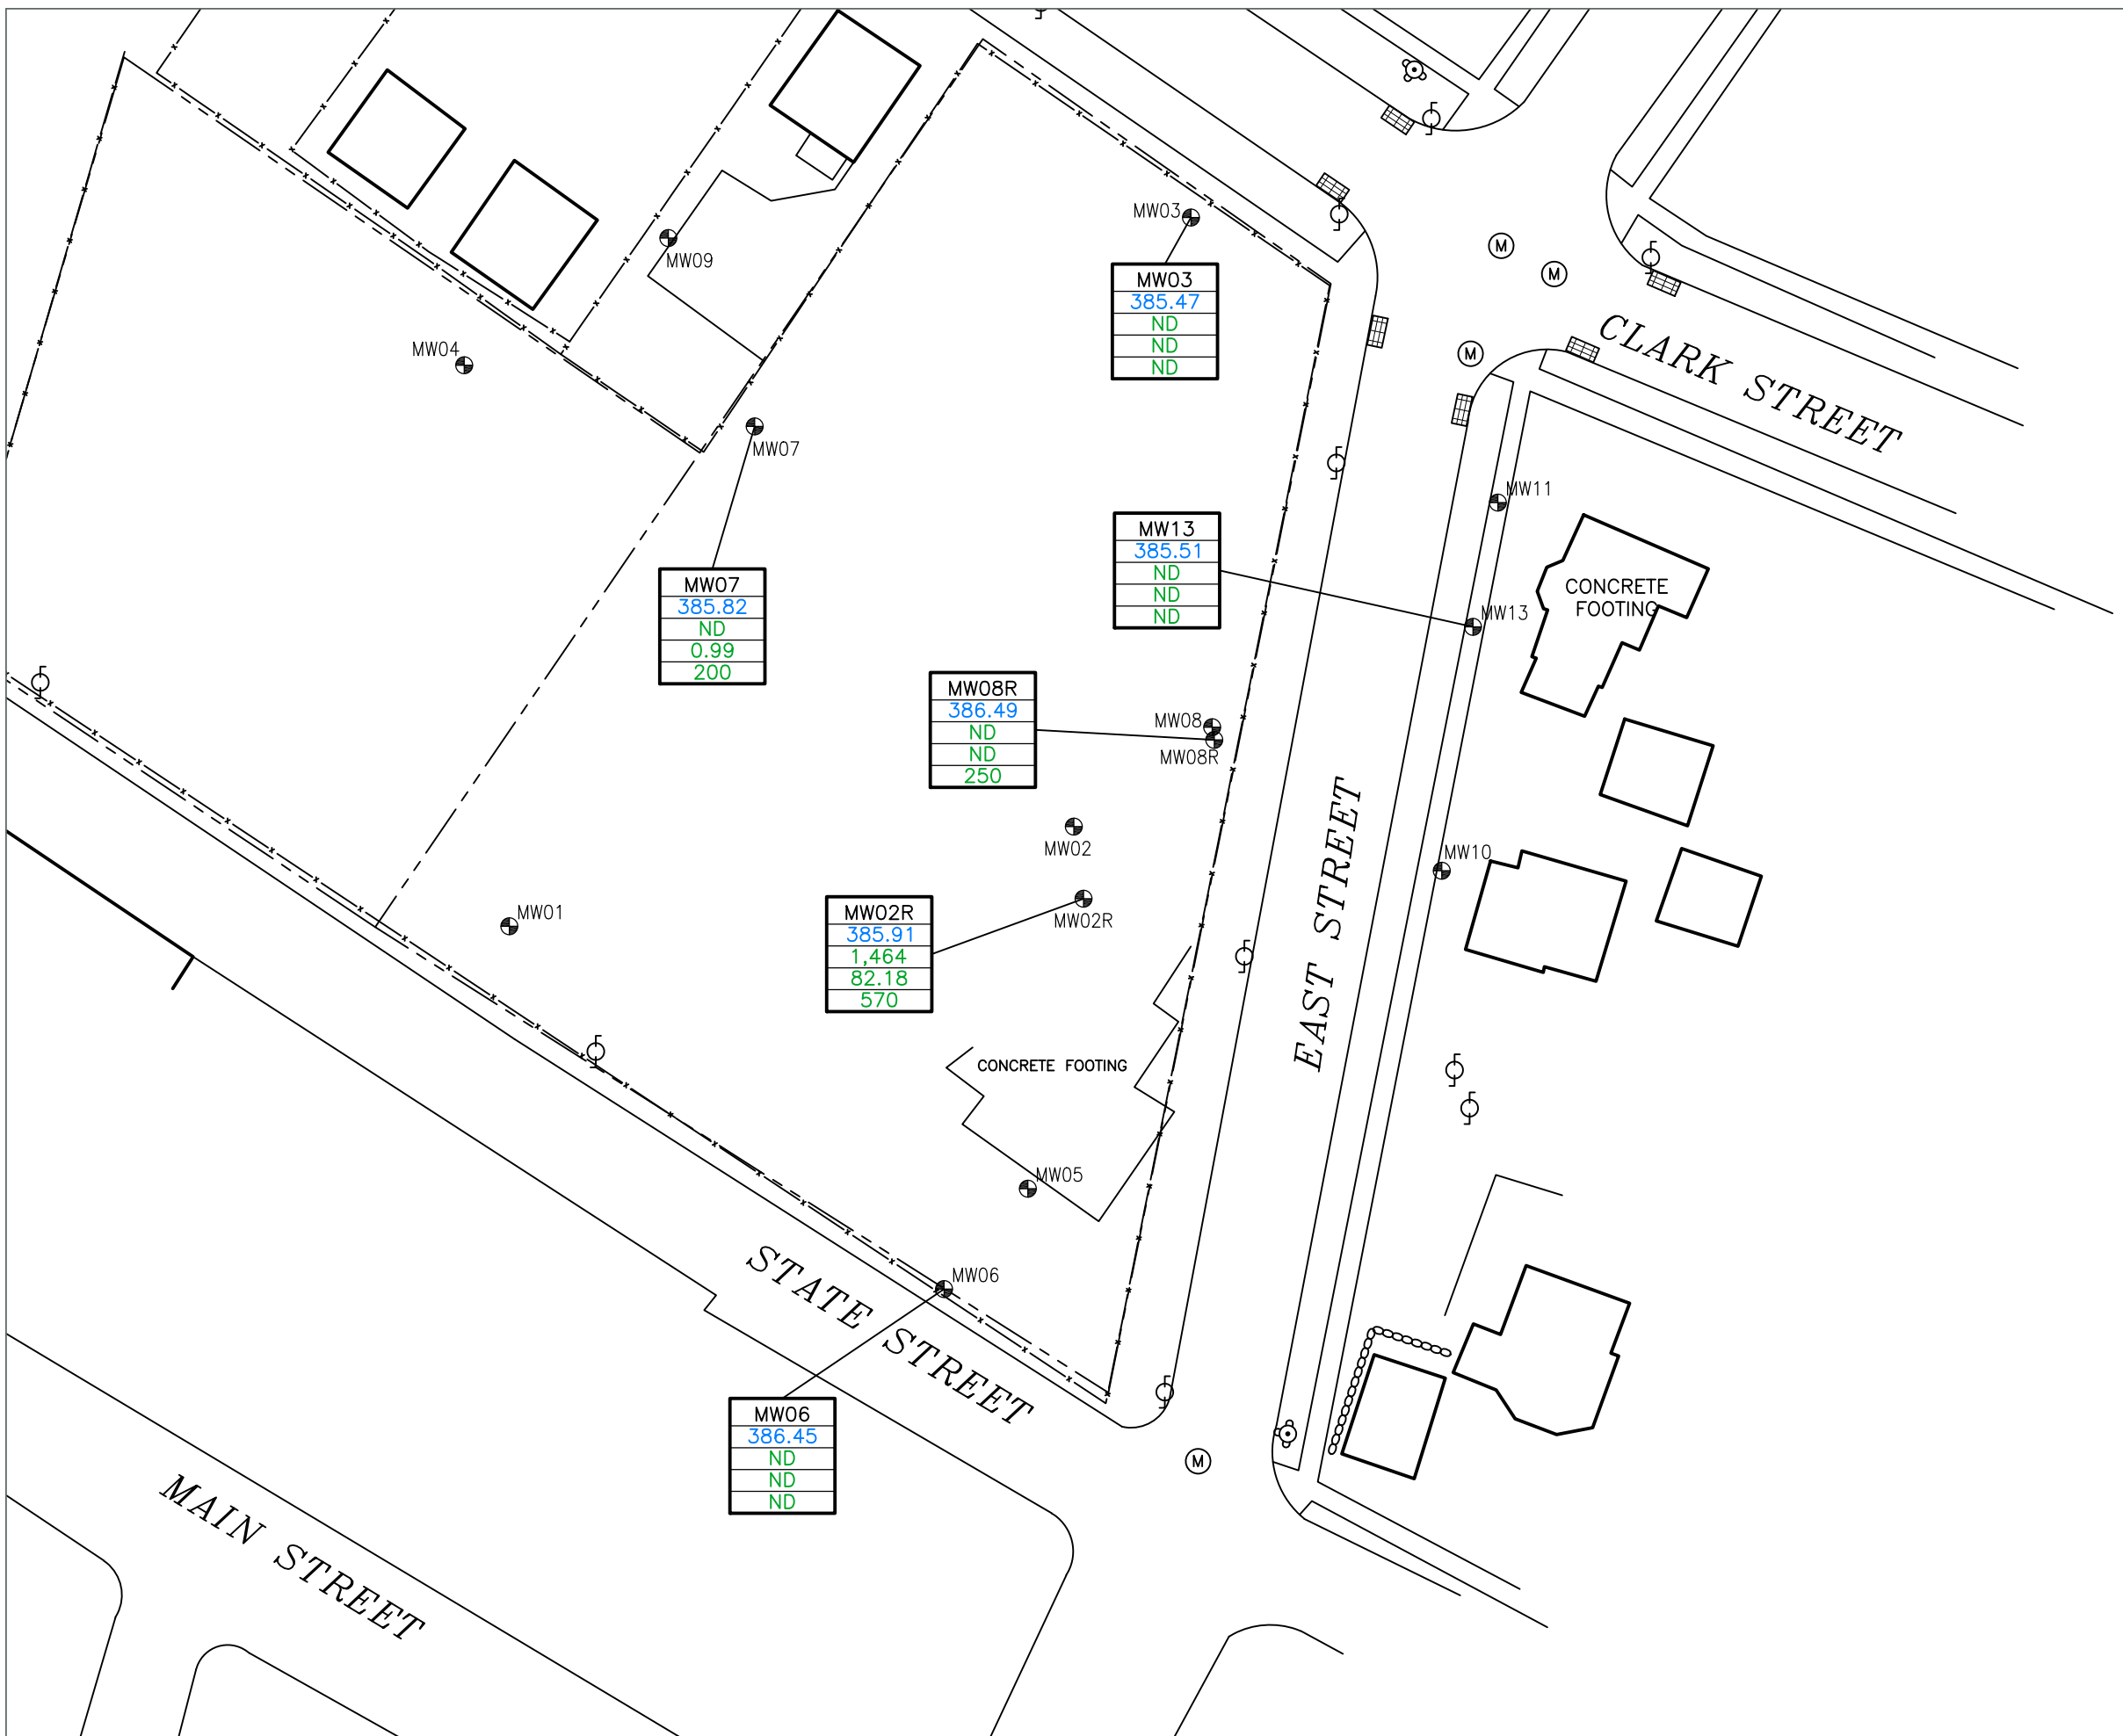 MW03
MW09
MW03
385.47
ND
ND
ND
M
M
M
CLARK STREET
MW04
MW07
MW11
MW13
385.51
ND
ND
ND
MW13
CONCRETE
FOOTING
MW07
385.82
ND
0.99
200
MW08R
386.49
ND
ND
250
MW08
MW08R
MW02
MW10
EAST STREET
MW01
MW02R
385.91
1,464
82.18
570
MW02R
CONCRETE FOOTING
MW05
MW06
STATE STREET
MW06
386.45
ND
ND
ND
M
MAIN STREET